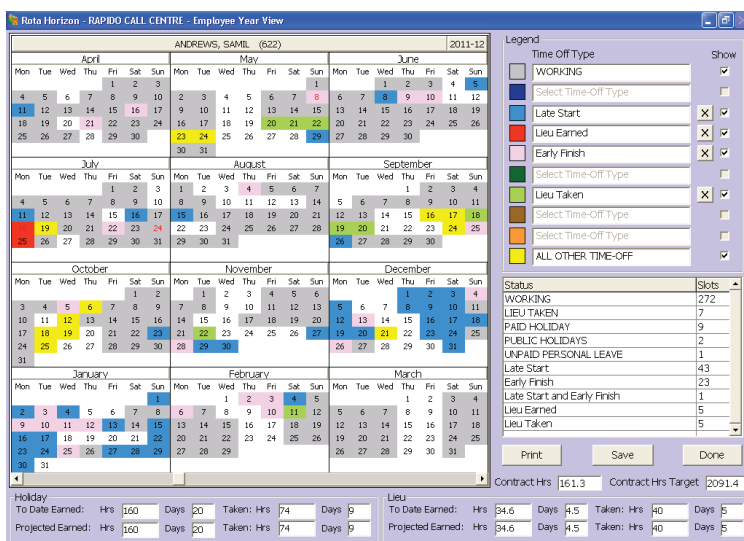 Rota Horizon - RAPIDO CALL CENTRE - Employee Year View
ANDREWS, SAMIL (622) 2011-12
April May June
Mon Tue Wed Thu Fri Sat Sun Mon Tue Wed Thu Fri Sat Sun Mon Tue Wed Thu Fri Sat Sun
1 2 3 1 1 2 3 4 5
4 5 6 7 8 9 10 2 3 4 5 6 7 8 6 7 8 9 10 11 12
11 12 13 14 15 16 17 9 10 11 12 13 14 15 13 14 15 16 17 18 19
18 19 20 21 22 23 24 16 17 18 19 20 21 22 20 21 22 23 24 25 26
25 26 27 28 29 30 23 24 25 26 27 28 29 27 28 29 30
30 31
July August September
Mon Tue Wed Thu Fri Sat Sun Mon Tue Wed Thu Fri Sat Sun Mon Tue Wed Thu Fri Sat Sun
1 2 3 1 2 3 4 5 6 7 1 2 3 4
4 5 6 7 8 9 10 8 9 10 11 12 13 14 5 6 7 8 9 10 11
11 12 13 14 15 16 17 15 16 17 18 19 20 21 12 13 14 15 16 17 18
19 20 21 22 23 24 22 23 24 25 26 27 28 19 20 21 22 23 24 25
25 26 27 28 29 30 31 29 30 31 26 27 28 29 30
October November December
Mon Tue Wed Thu Fri Sat Sun Mon Tue Wed Thu Fri Sat Sun Mon Tue Wed Thu Fri Sat Sun
1 2 1 2 3 4 5 6 1 2 3 4
3 4 5 6 7 8 9 7 8 9 10 11 12 13 5 6 7 8 9 10 11
10 11 12 13 14 15 16 14 15 16 17 18 19 20 12 13 14 15 16 17 18
17 18 19 20 21 22 23 21 22 23 24 25 26 27 19 20 21 22 23 24 25
24 25 26 27 28 29 30 28 29 30 26 27 28 29 30 31
31
January February March
Mon Tue Wed Thu Fri Sat Sun Mon Tue Wed Thu Fri Sat Sun Mon Tue Wed Thu Fri Sat Sun
1 1 2 3 4 5 1 2 3 4
2 3 4 5 6 7 8 6 7 8 9 10 11 12 5 6 7 8 9 10 11
9 10 11 12 13 14 15 13 14 15 16 17 18 19 12 13 14 15 16 17 18
16 17 18 19 20 21 22 20 21 22 23 24 25 26 19 20 21 22 23 24 25
23 24 25 26 27 28 29 27 28 29 26 27 28 29 30 31
30 31
Legend
Time Off Type Show
WORKING
Select Time-Off Type
Late Start X
Lieu Earned X
Early Finish X
Select Time-Off Type
Lieu Taken X
Select Time-Off Type
Select Time-Off Type
ALL OTHER TIME-OFF
Status Slots
WORKING 272
LIEU TAKEN 7
PAID HOLIDAY 9
PUBLIC HOLIDAYS 2
UNPAID PERSONAL LEAVE 1
Late Start 43
Early Finish 23
Late Start and Early Finish 1
Lieu Earned 5
Lieu Taken 5
Print Save Done
Contract Hrs 161.3 Contract Hrs Target 2091.4
Holiday
To Date Earned: Hrs 160 Days 20 Taken: Hrs 74 Days 9
Projected Earned: Hrs 160 Days 20 Taken: Hrs 74 Days 9
Lieu
To Date Earned: Hrs 34.6 Days 4.5 Taken: Hrs 40 Days 5
Projected Earned: Hrs 34.6 Days 4.5 Taken: Hrs 40 Days 5